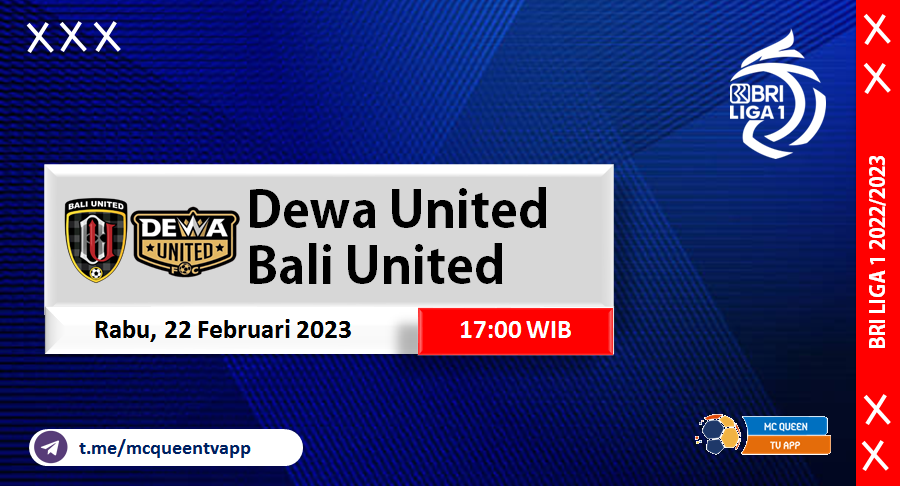 X X X
BRI
LIGA 1
BALI UNITED
DEWA
UNITED
FC
Dewa United
Bali United
Rabu, 22 Februari 2023
17:00 WIB
BRI LIGA 1 2022/2023
t.me/mcqueentvapp
MC QUEEN
TV APP